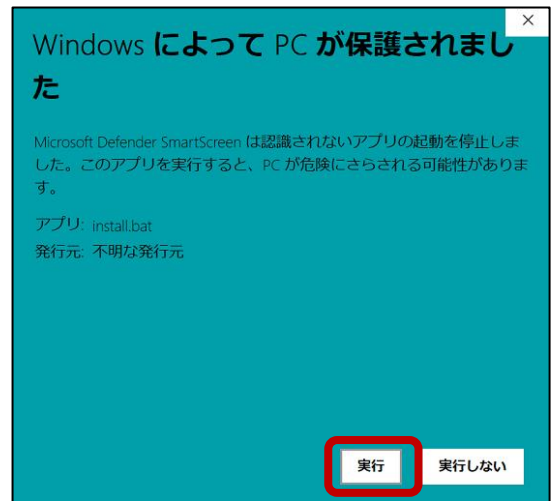 Windows によって PC が保護されまし
た
Microsoft Defender SmartScreen は認識されないアプリの起動を停止しま
した。このアプリを実行すると、PC が危険にさらされる可能性がありま
す。
アプリ: install.bat
発行元: 不明な発行元
実行 実行しない